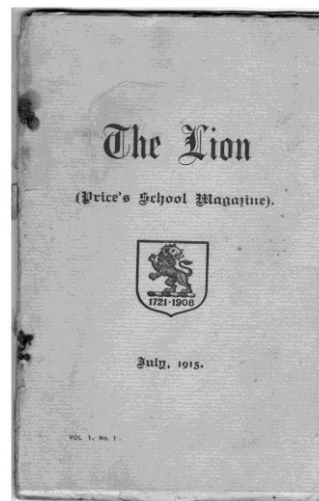 The Lion
(Price's School Magazine).
1721-1908
July, 1915.
VOL 1., No. 1.